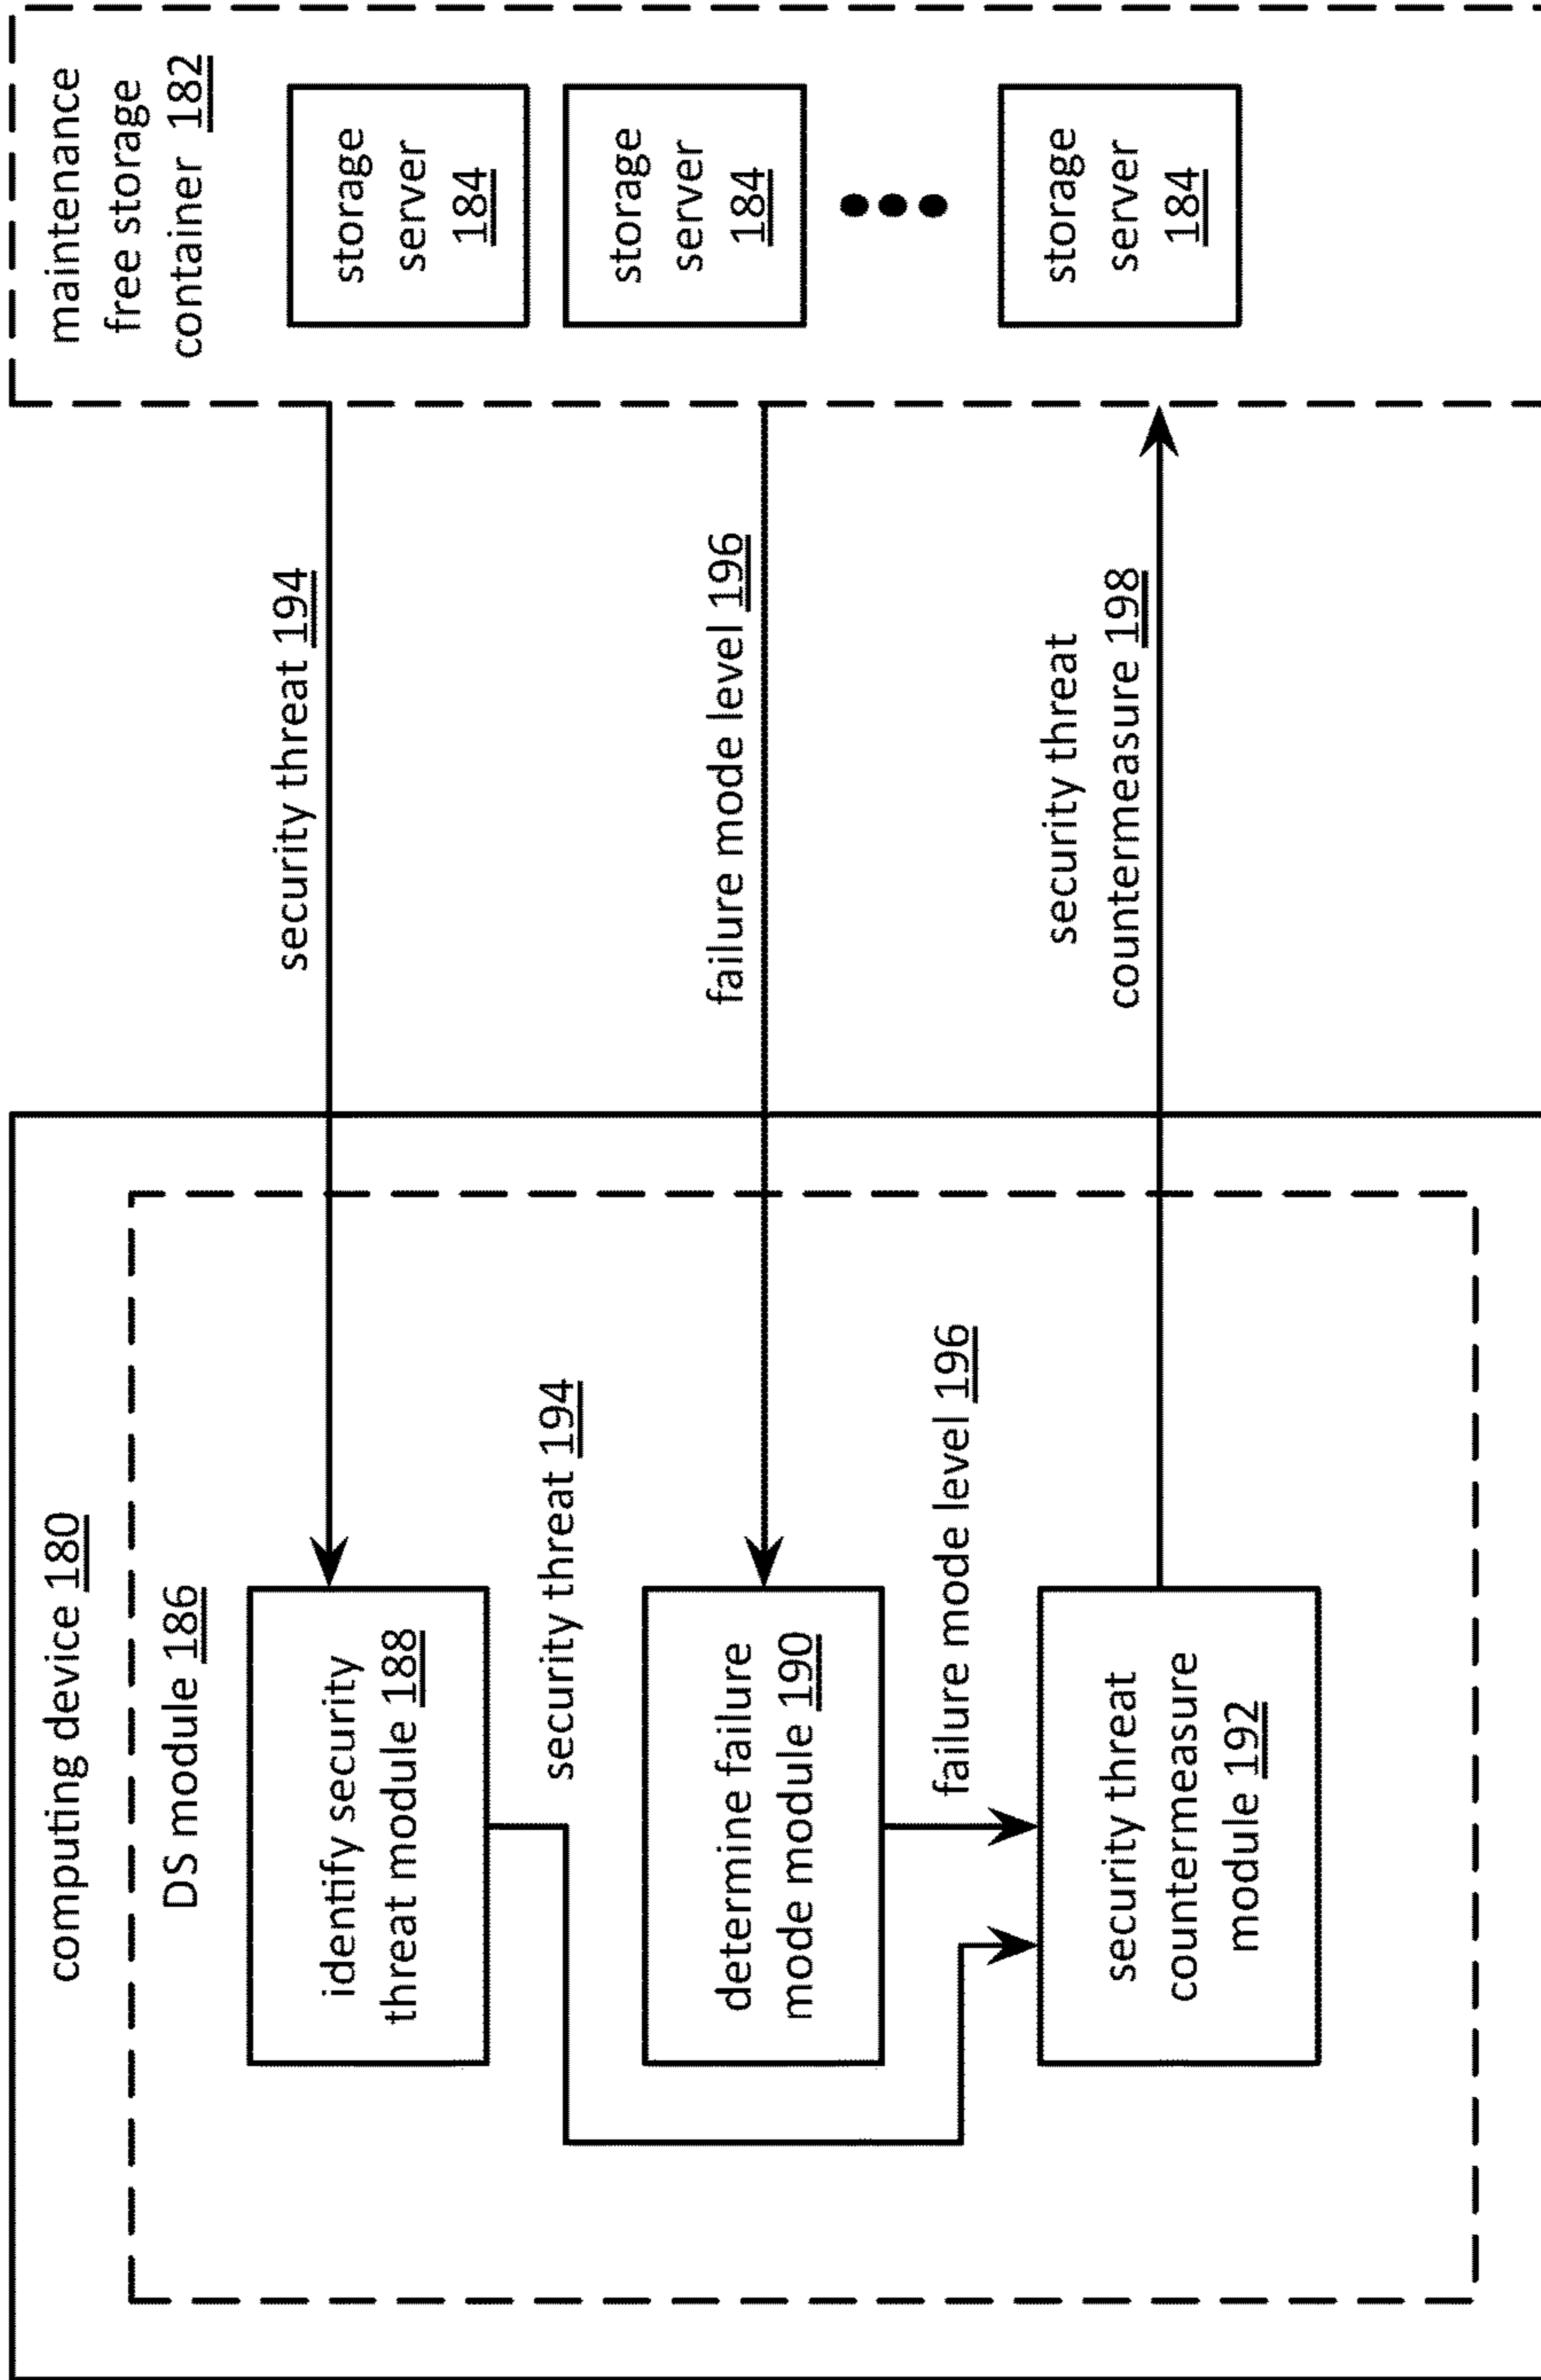 computing device 180
DS module 186
identify security
threat module 188
security threat 194
determine failure
mode module 190
failure mode level 196
security threat
countermeasure
module 192
security threat 194
failure mode level 196
security threat
countermeasure 198
maintenance
free storage
container 182
storage
server
184
storage
server
184
storage
server
184